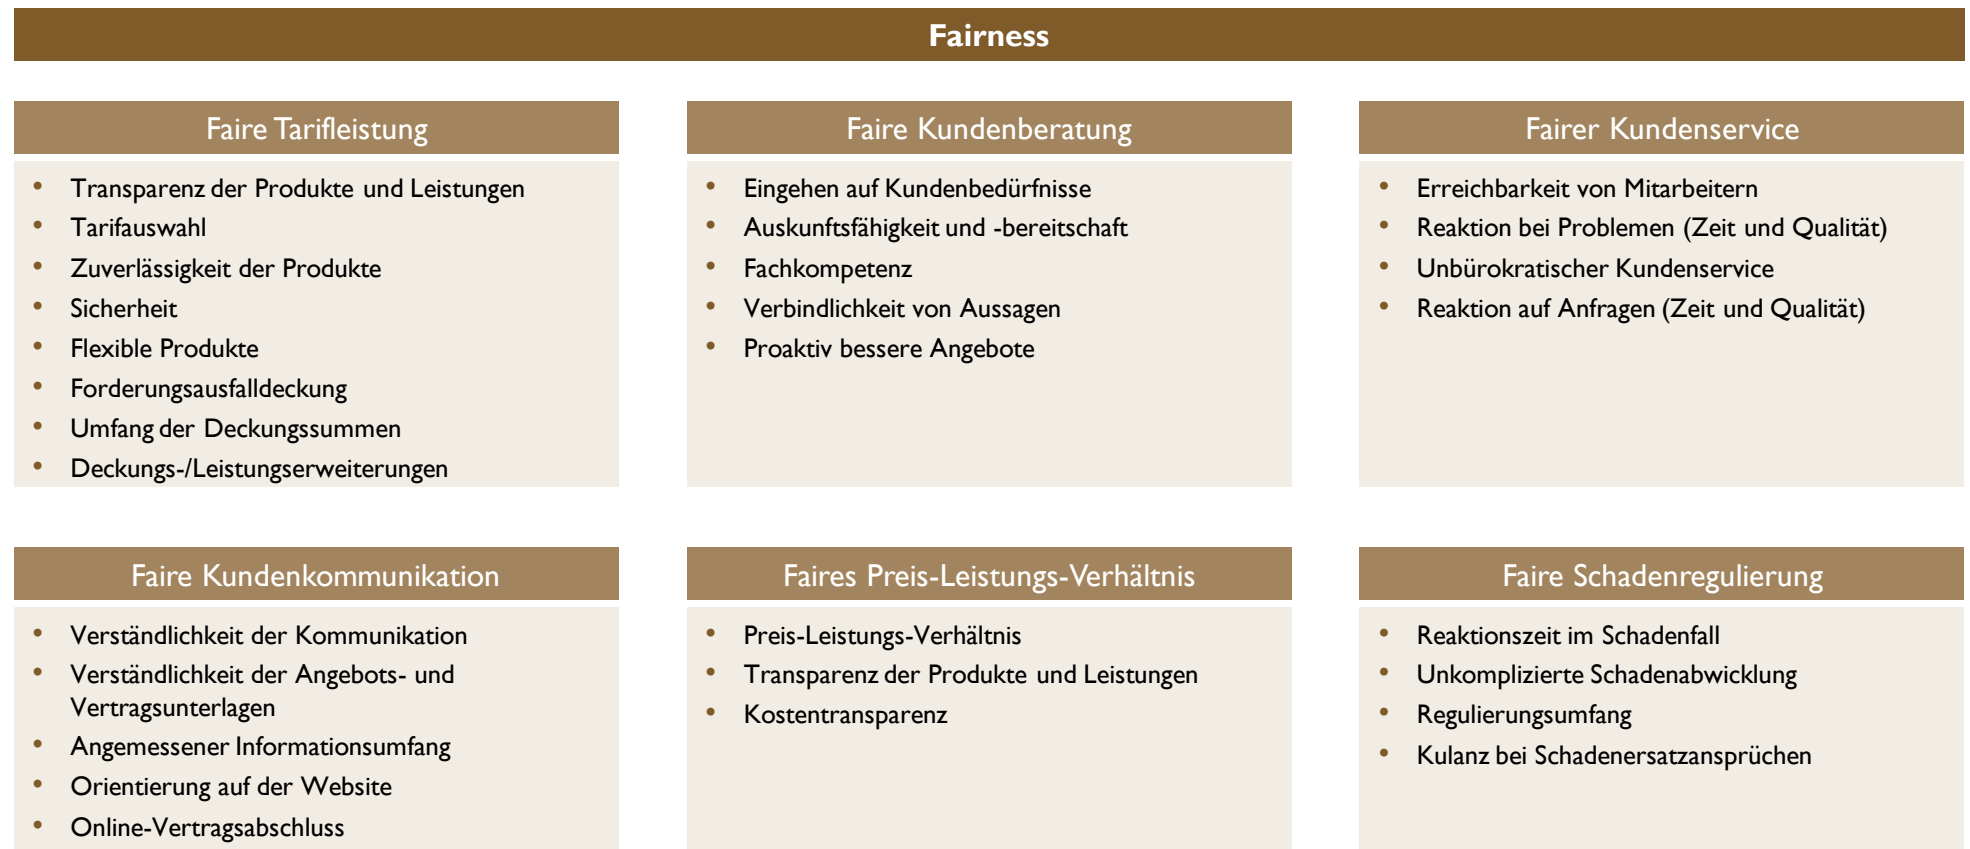 Fairness
Faire Tarifleistung
• Transparenz der Produkte und Leistungen
• Tarifauswahl
• Zuverlässigkeit der Produkte
• Sicherheit
• Flexible Produkte
• Forderungsausfalldeckung
• Umfang der Deckungssummen
• Deckungs-/Leistungserweiterungen
Faire Kundenberatung
• Eingehen auf Kundenbedürfnisse
• Auskunftsfähigkeit und -bereitschaft
• Fachkompetenz
• Verbindlichkeit von Aussagen
• Proaktiv bessere Angebote
Fairer Kundenservice
• Erreichbarkeit von Mitarbeitern
• Reaktion bei Problemen (Zeit und Qualität)
• Unbürokratischer Kundenservice
• Reaktion auf Anfragen (Zeit und Qualität)
Faire Kundenkommunikation
• Verständlichkeit der Kommunikation
• Verständlichkeit der Angebots- und
Vertragsunterlagen
• Angemessener Informationsumfang
• Orientierung auf der Website
• Online-Vertragsabschluss
Faires Preis-Leistungs-Verhältnis
• Preis-Leistungs-Verhältnis
• Transparenz der Produkte und Leistungen
• Kostentransparenz
Faire Schadenregulierung
• Reaktionszeit im Schadenfall
• Unkomplizierte Schadenabwicklung
• Regulierungsumfang
• Kulanz bei Schadenersatzansprüchen